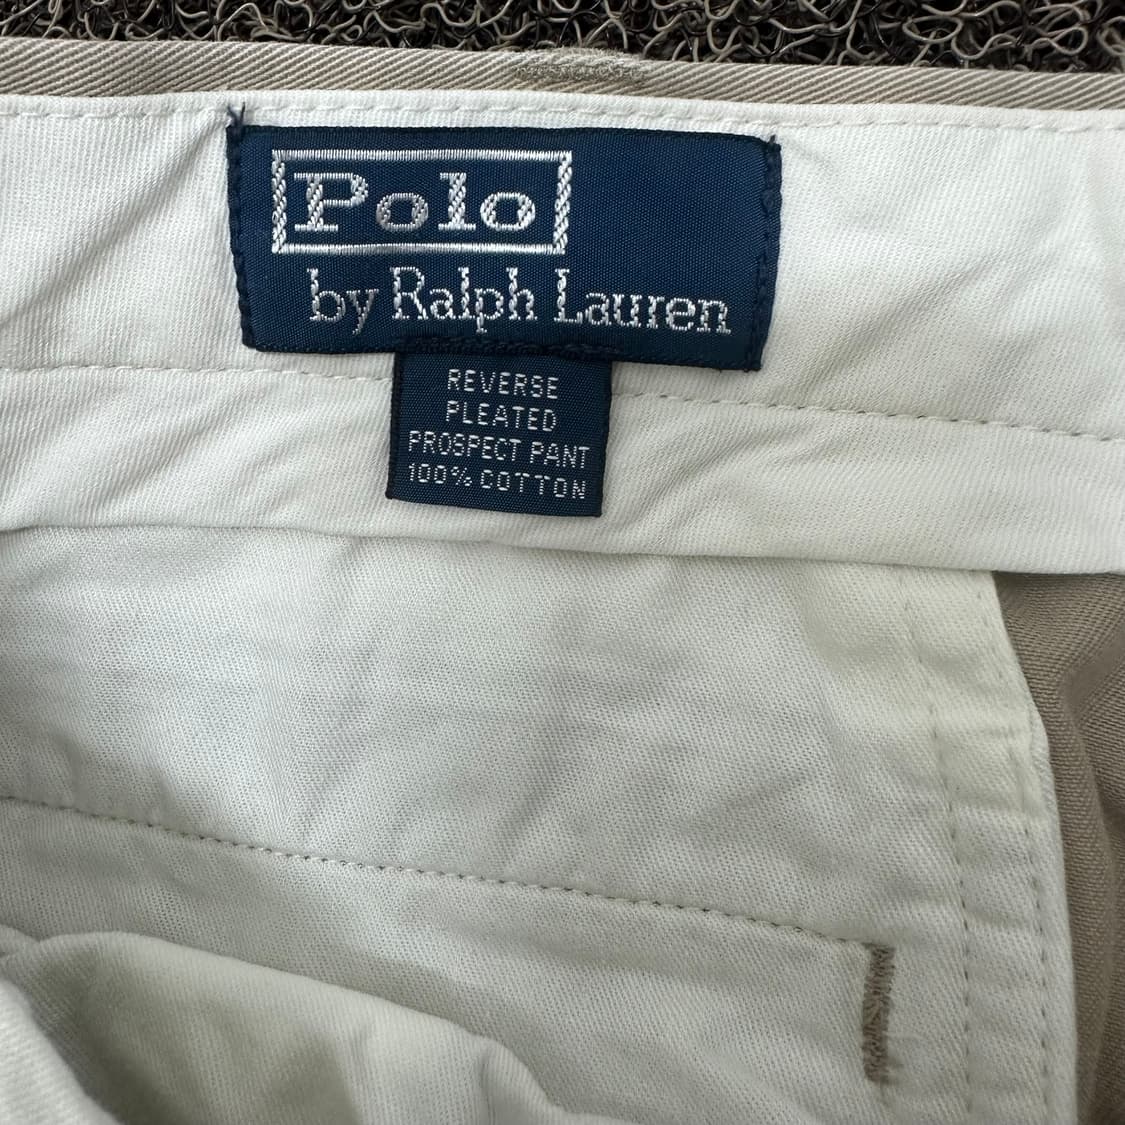 Polo
by Ralph Lauren
REVERSE
PLEATED
PROSPECT PANT
100% COTTON